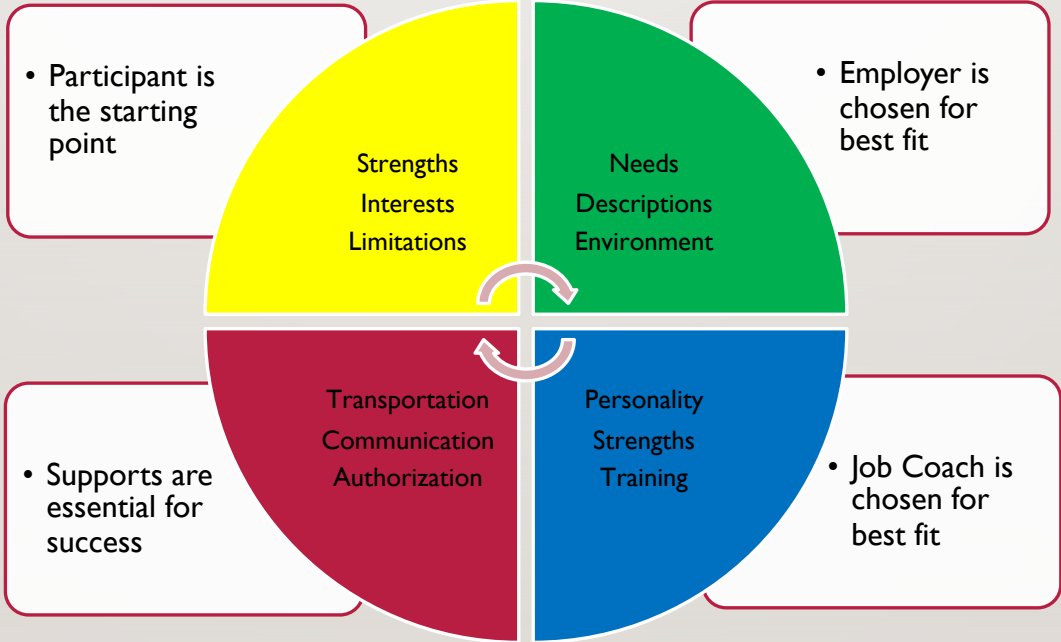 • Participant is
the starting
point
Strengths
Interests
Limitations
Needs
Descriptions
Environment
• Employer is
chosen for
best fit
• Supports are
essential for
success
Transportation
Communication
Authorization
Personality
Strengths
Training
• Job Coach is
chosen for
best fit